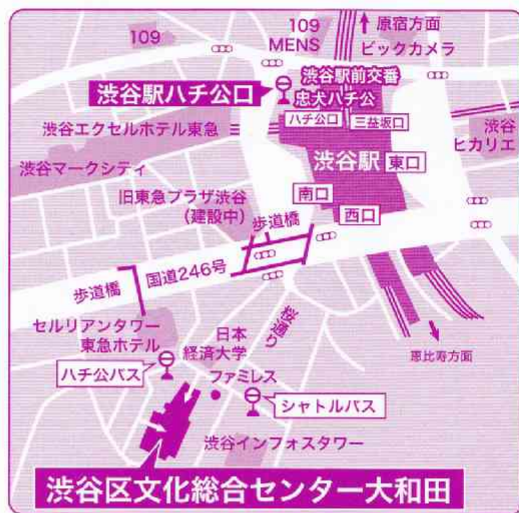 109
109
MENS
原宿方面
ビックカメラ
渋谷駅ハチ公口
渋谷駅前交番
忠犬ハチ公
ハチ公口
三益坂口
渋谷エクセルホテル東急
渋谷
ヒカリエ
渋谷マークシティ
渋谷駅
東口
旧東急プラザ渋谷
(建設中)
南口
西口
歩道橋
国道246号
歩道橋
セルリアンタワー
東急ホテル
桜通り
日本
経済大学
恵比寿方面
ハチ公バス
ファミレス
シャトルバス
渋谷インフォスタワー
渋谷区文化総合センター大和田